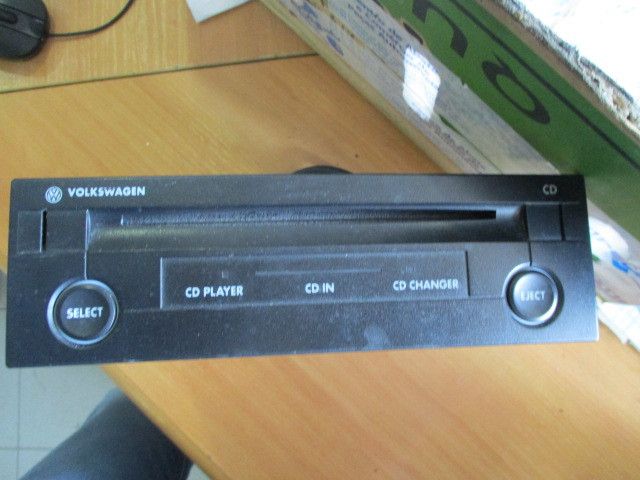 VOLKSWAGEN
CD
SELECT
CD PLAYER
CD IN
CD CHANGER
EJECT